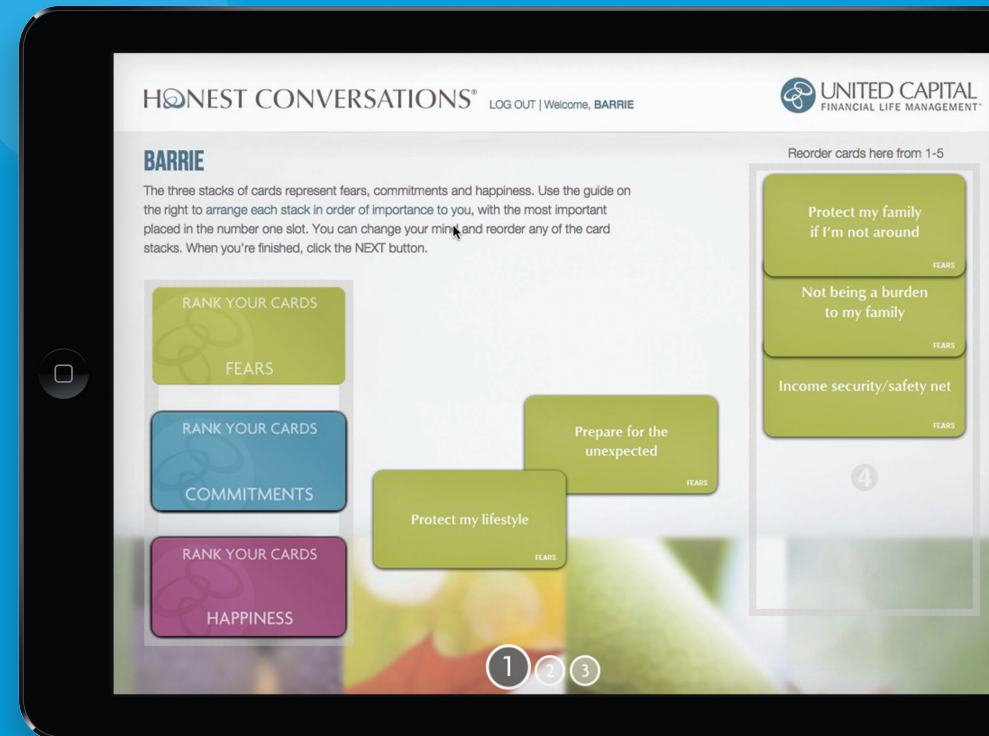 HONEST CONVERSATIONS®
LOG OUT | Welcome, BARRIE
UNITED CAPITAL
FINANCIAL LIFE MANAGEMENT
BARRIE
The three stacks of cards represent fears, commitments and happiness. Use the guide on
the right to arrange each stack in order of importance to you, with the most important
placed in the number one slot. You can change your mind and reorder any of the card
stacks. When you're finished, click the NEXT button.
Reorder cards here from 1-5
Protect my family
if I'm not around
FEARS
Not being a burden
to my family
FEARS
Income security/safety net
FEARS
4
RANK YOUR CARDS
FEARS
RANK YOUR CARDS
COMMITMENTS
RANK YOUR CARDS
HAPPINESS
Prepare for the
unexpected
FEARS
Protect my lifestyle
FEARS
1 2 3